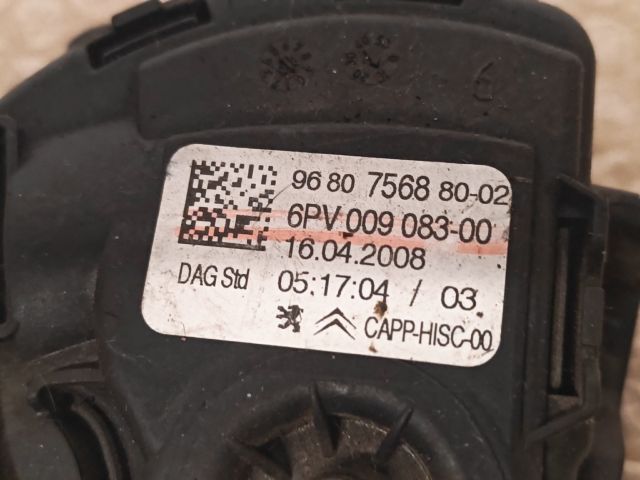 6
96 80 7568 80-02
6PV 009 083-00
16.04.2008
DAG Std 05:17:04 / 03
CAPP-HISC-00